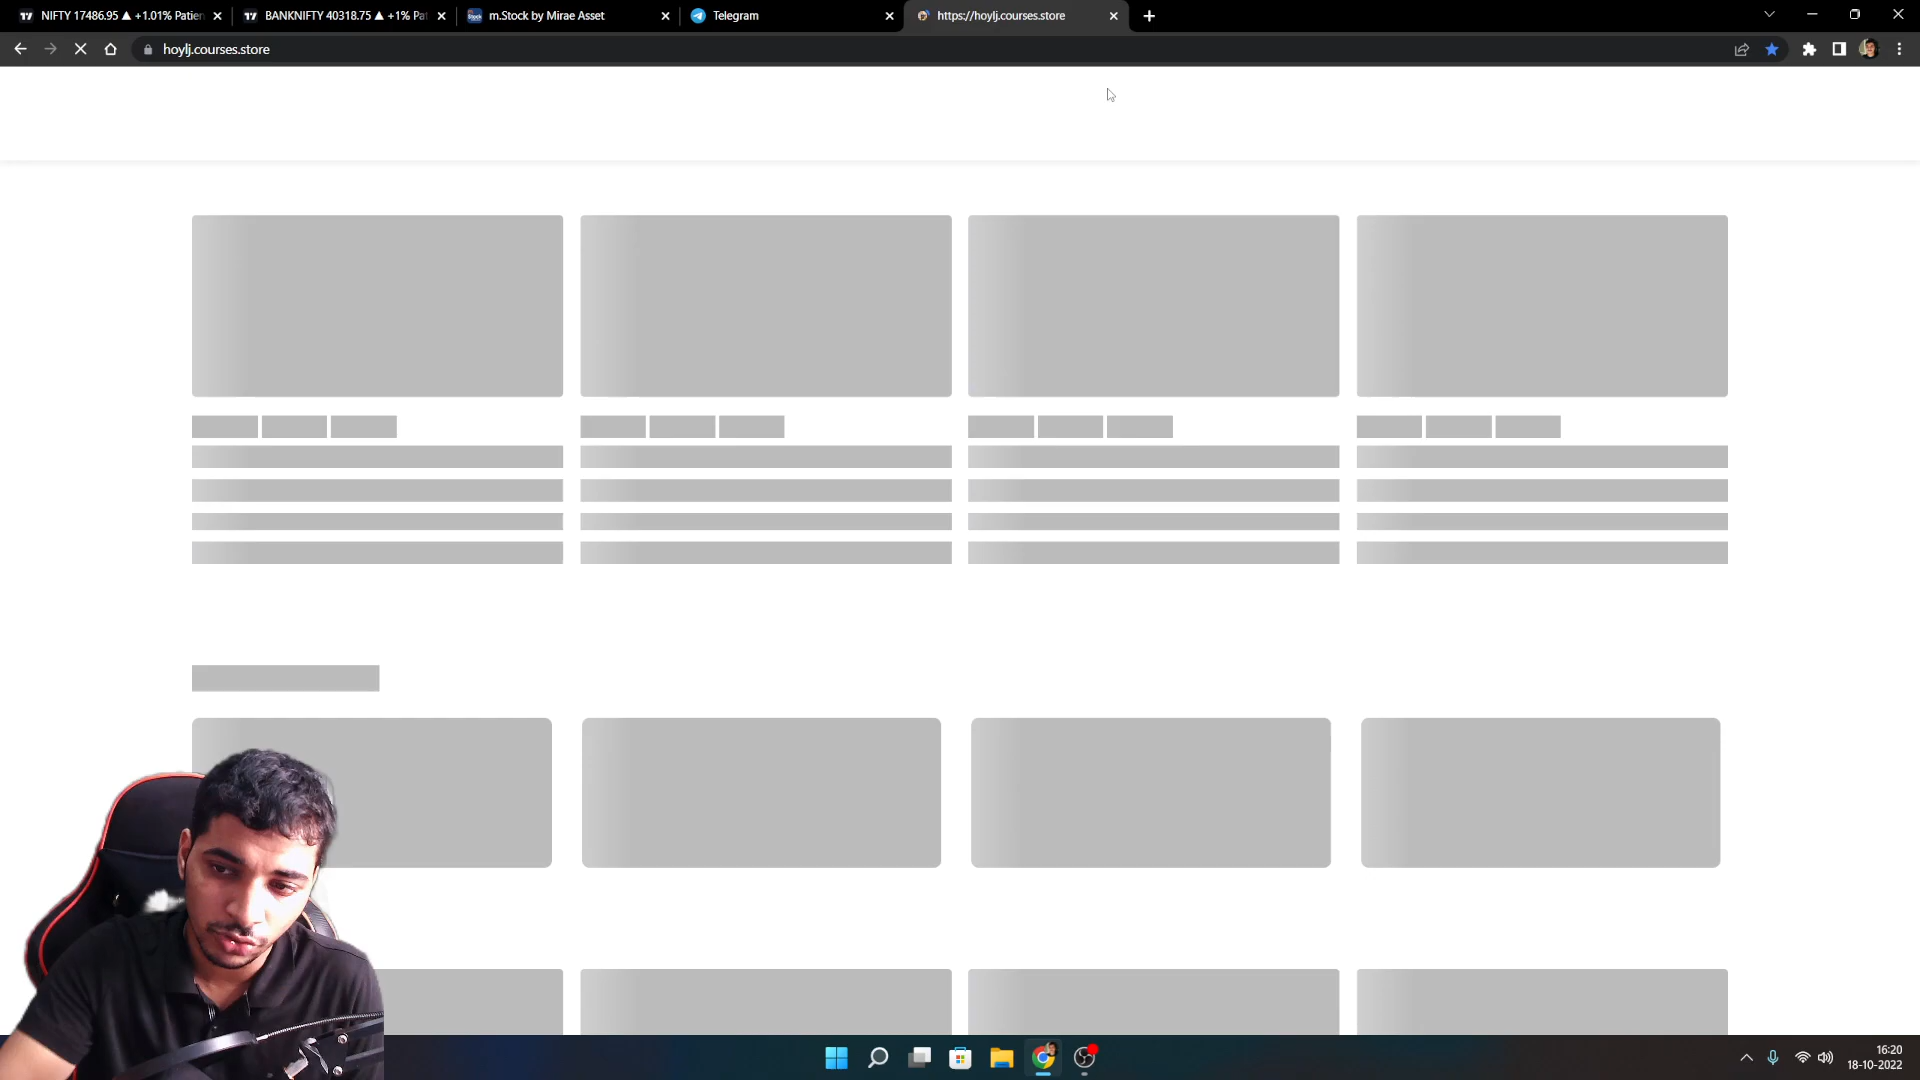 NIFTY 17486.95 ▲ +1.01% Patien
BANKNIFTY 40318.75 ▲ +1% Pat
m.Stock by Mirae Asset
Telegram
https://hoylj.courses.store
hoylj.courses.store
16:20
18-10-2022